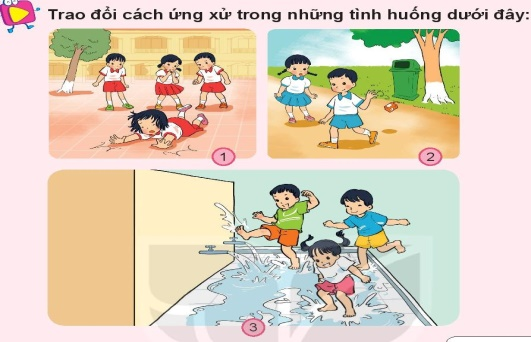 Trao đổi cách ứng xử trong những tình huống dưới đây:
1
2
3